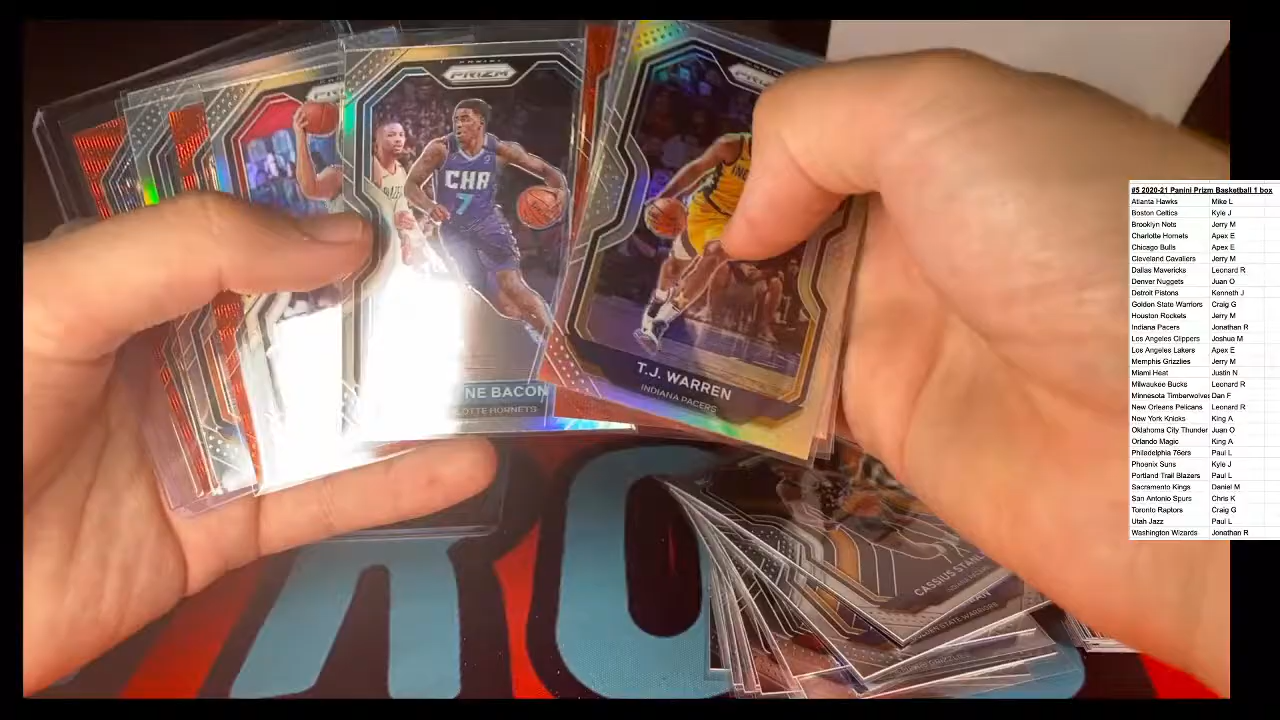 PRIZM
CHA
7
NE BACON
LOTTE HORNETS
T.J. WARREN
INDIANA PACERS
CASSIUS STAN
#5 2020-21 Panini Prizm Basketball 1 box
Atlanta Hawks Mike L
Boston Celtics Kyle J
Brooklyn Nets Jerry M
Charlotte Hornets Apex E
Chicago Bulls Apex E
Cleveland Cavaliers Jerry M
Dallas Mavericks Leonard R
Denver Nuggets Juan O
Detroit Pistons Kenneth J
Golden State Warriors Craig G
Houston Rockets Jerry M
Indiana Pacers Jonathan R
Los Angeles Clippers Joshua M
Los Angeles Lakers Apex E
Memphis Grizzlies Jerry M
Miami Heat Justin N
Milwaukee Bucks Leonard R
Minnesota Timberwolves Dan F
New Orleans Pelicans Leonard R
New York Knicks King A
Oklahoma City Thunder Juan O
Orlando Magic King A
Philadelphia 76ers Paul L
Phoenix Suns Kyle J
Portland Trail Blazers Paul L
Sacramento Kings Daniel M
San Antonio Spurs Chris K
Toronto Raptors Craig G
Utah Jazz Paul L
Washington Wizards Jonathan R